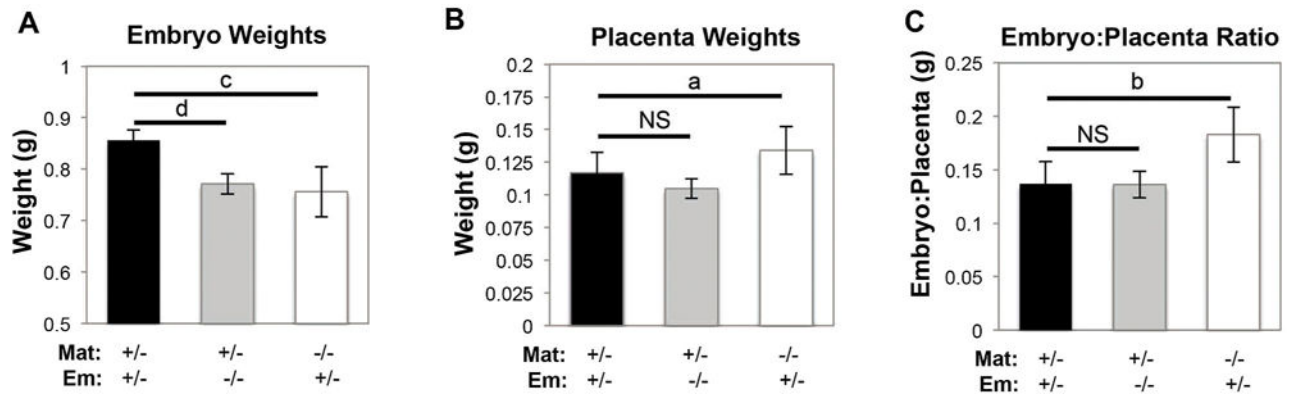 A
Embryo Weights
Weight (g)
1
0.9
0.8
0.7
0.6
0.5
c
d
Mat: +/- +/- -/-
Em: +/- -/- +/-
B
Placenta Weights
Weight (g)
0.2
0.175
0.15
0.125
0.1
0.075
0.05
0.025
0
a
NS
Mat: +/- +/- -/-
Em: +/- -/- +/-
C
Embryo:Placenta Ratio
Embryo:Placenta (g)
0.25
0.2
0.15
0.1
0.05
0
b
NS
Mat: +/- +/- -/-
Em: +/- -/- +/-